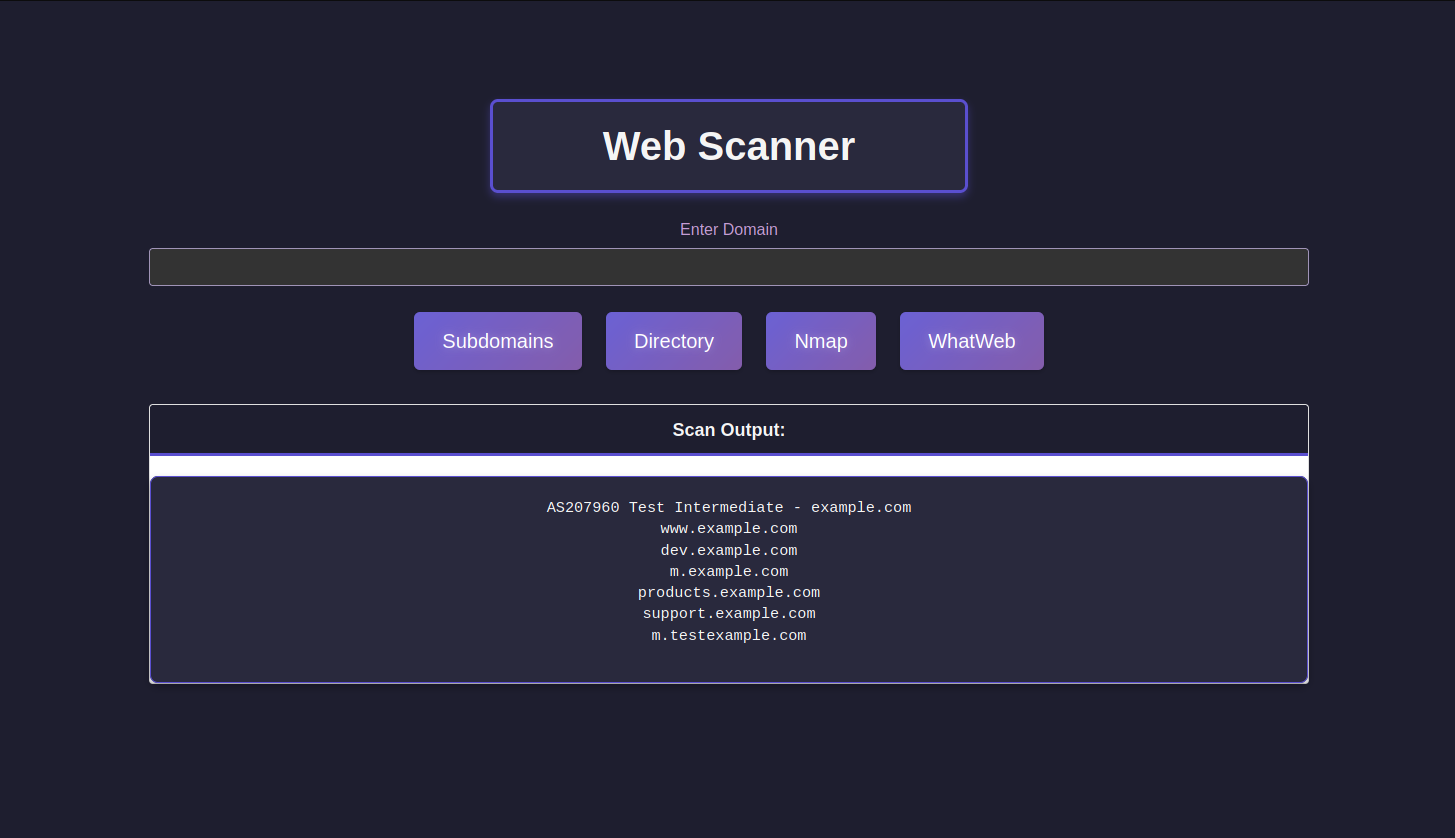 Web Scanner
Enter Domain
Subdomains Directory Nmap WhatWeb
Scan Output:
AS207960 Test Intermediate - example.com
www.example.com
dev.example.com
m.example.com
products.example.com
support.example.com
m.testexample.com